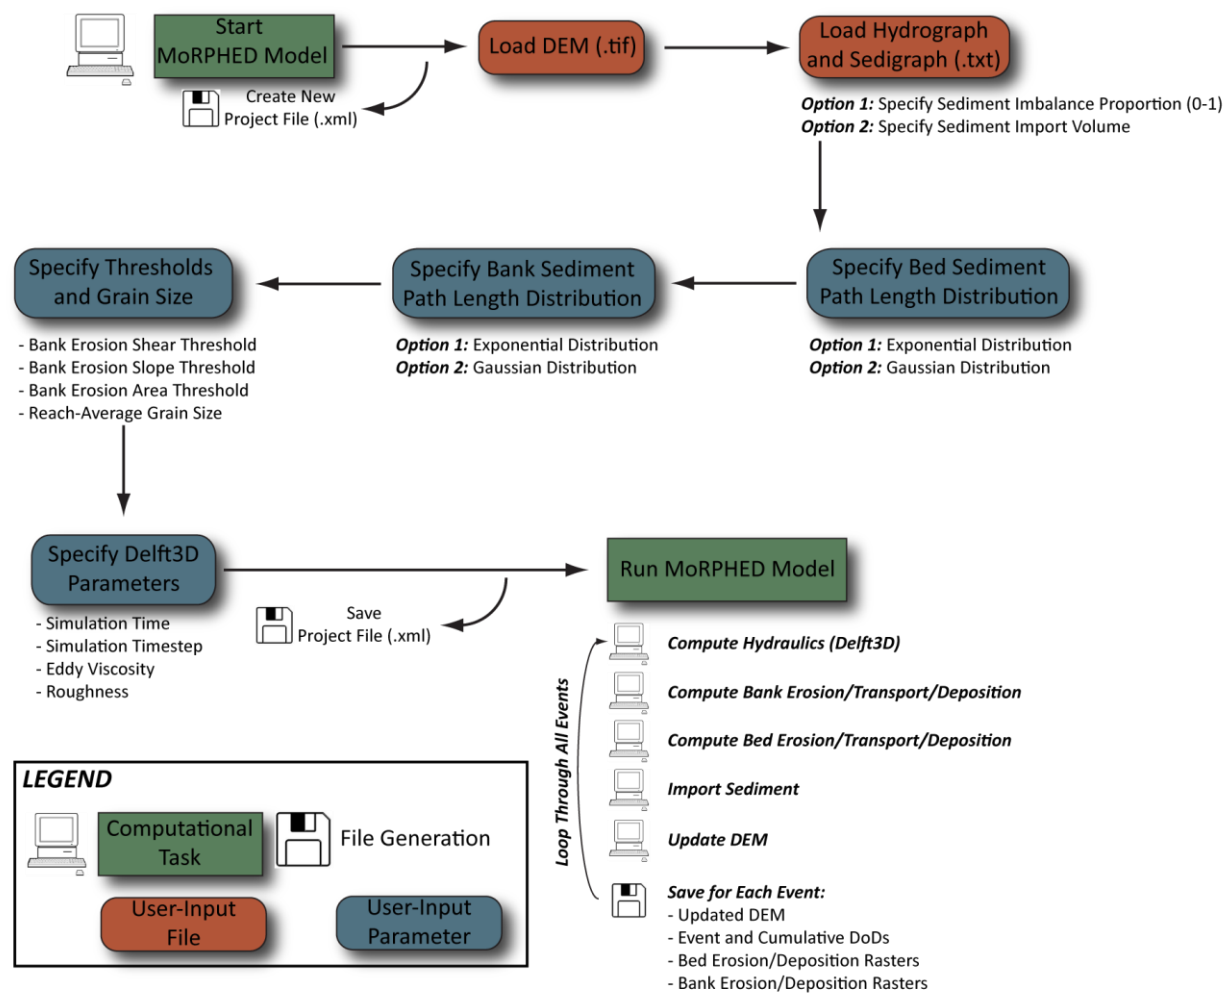 Start
MoRPHED Model
Load DEM (.tif)
Load Hydrograph
and Sedigraph (.txt)
Create New
Project File (.xml)
Option 1: Specify Sediment Imbalance Proportion (0-1)
Option 2: Specify Sediment Import Volume
Specify Thresholds
and Grain Size
Specify Bank Sediment
Path Length Distribution
Specify Bed Sediment
Path Length Distribution
- Bank Erosion Shear Threshold
- Bank Erosion Slope Threshold
- Bank Erosion Area Threshold
- Reach-Average Grain Size
Option 1: Exponential Distribution
Option 2: Gaussian Distribution
Option 1: Exponential Distribution
Option 2: Gaussian Distribution
Specify Delft3D
Parameters
Run MoRPHED Model
- Simulation Time
- Simulation Timestep
- Eddy Viscosity
- Roughness
Save
Project File (.xml)
Loop Through All Events
Compute Hydraulics (Delft3D)
Compute Bank Erosion/Transport/Deposition
Compute Bed Erosion/Transport/Deposition
Import Sediment
Update DEM
Save for Each Event:
- Updated DEM
- Event and Cumulative DoDs
- Bed Erosion/Deposition Rasters
- Bank Erosion/Deposition Rasters
LEGEND
Computational
Task
File Generation
User-Input
File
User-Input
Parameter